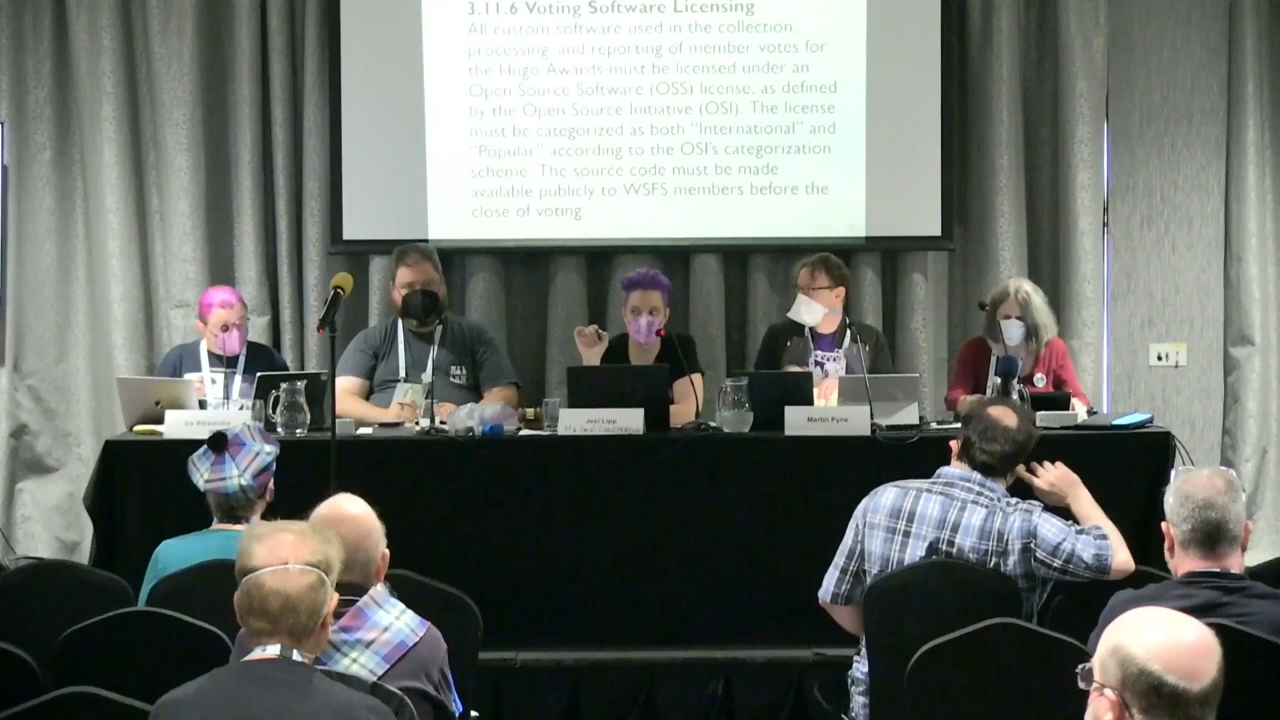 3.11.6 Voting Software Licensing
All custom software used in the collection,
processing, and reporting of member votes for
the Hugo Awards must be licensed under an
Open Source Software (OSS) license, as defined
by the Open Source Initiative (OSI). The license
must be categorized as both "International" and
"Popular" according to the OSI's categorization
scheme. The source code must be made
available publicly to WSFS members before the
close of voting.
Ira Alexandre
Jesi Lipp
Martin Pyne